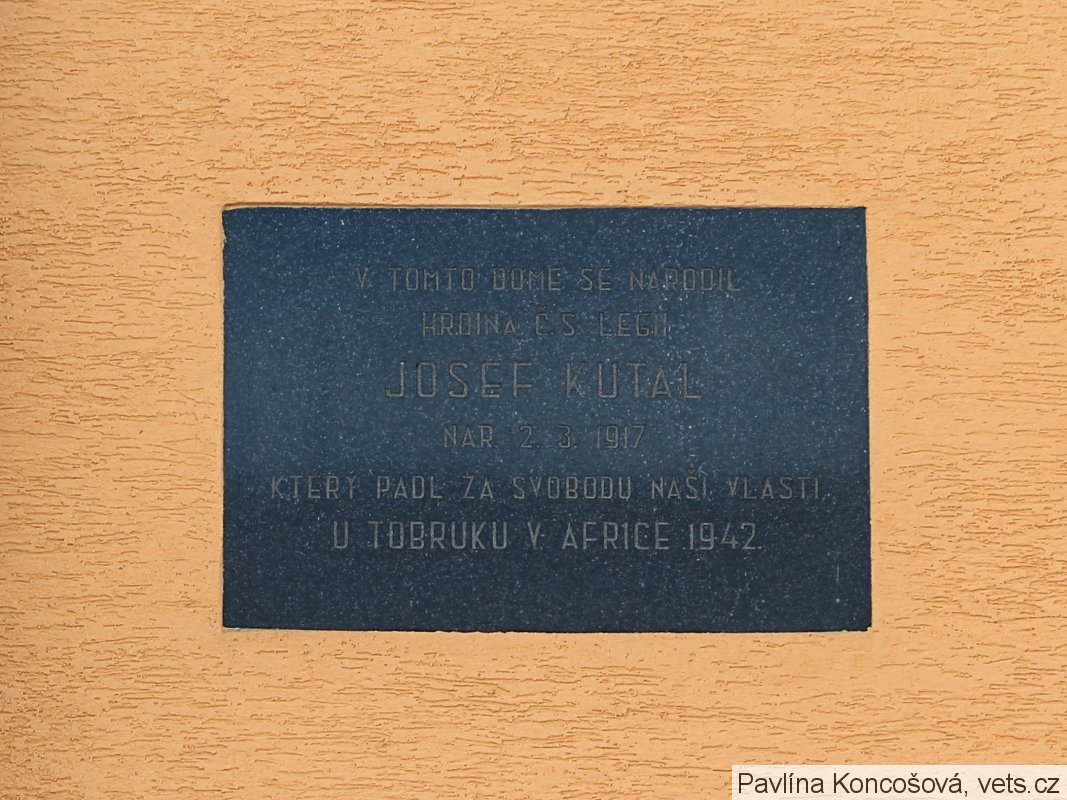 V TOMTO DOMĚ SE NARODIL
HRDINA Č.S. LEGIÍ
JOSEF KUTAL
NAR. 2. 3. 1917
KTERÝ PADL ZA SVOBODU NAŠÍ VLASTI
U TOBRUKU V AFRICE 1942.
Pavlína Koncošová, vets.cz